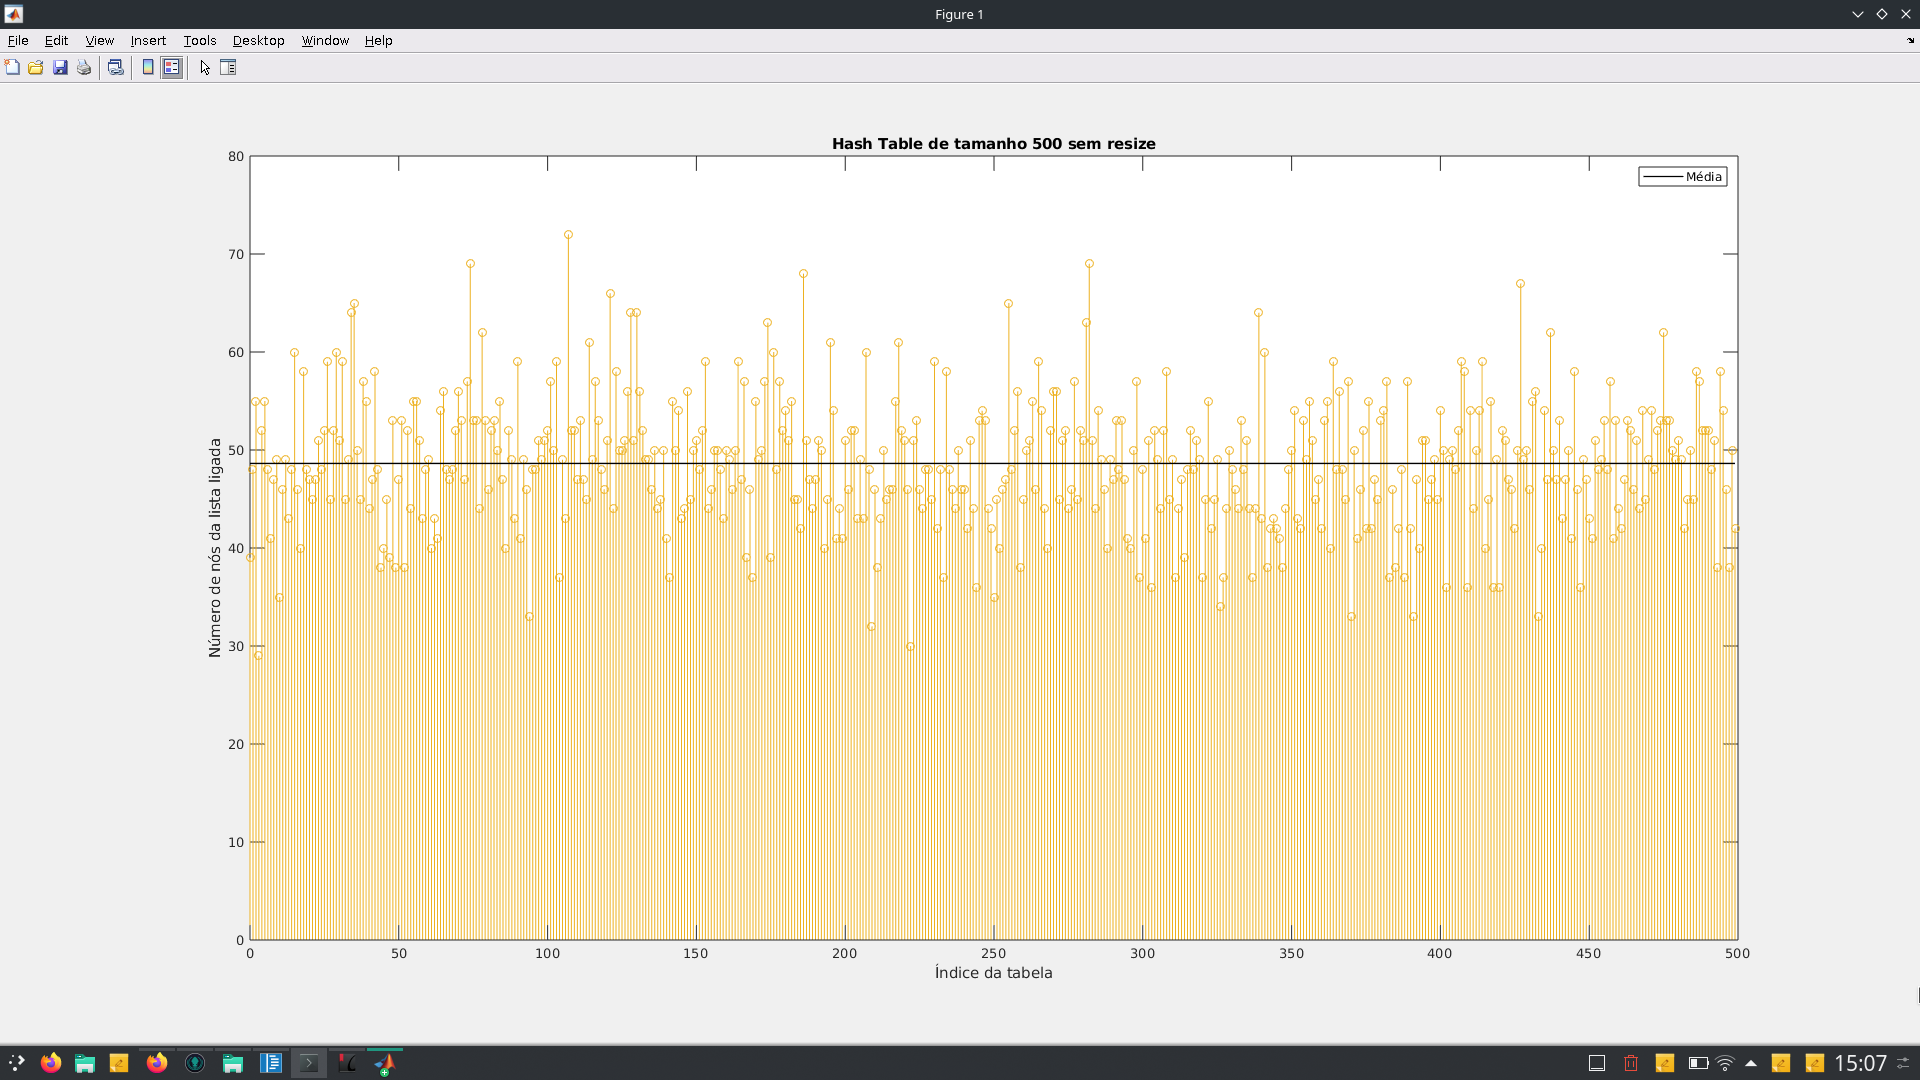 Figure 1
File Edit View Insert Tools Desktop Window Help
Hash Table de tamanho 500 sem resize
Média
80
70
60
50
40
30
20
10
0
Número de nós da lista ligada
0 50 100 150 200 250 300 350 400 450 500
Índice da tabela
15:07